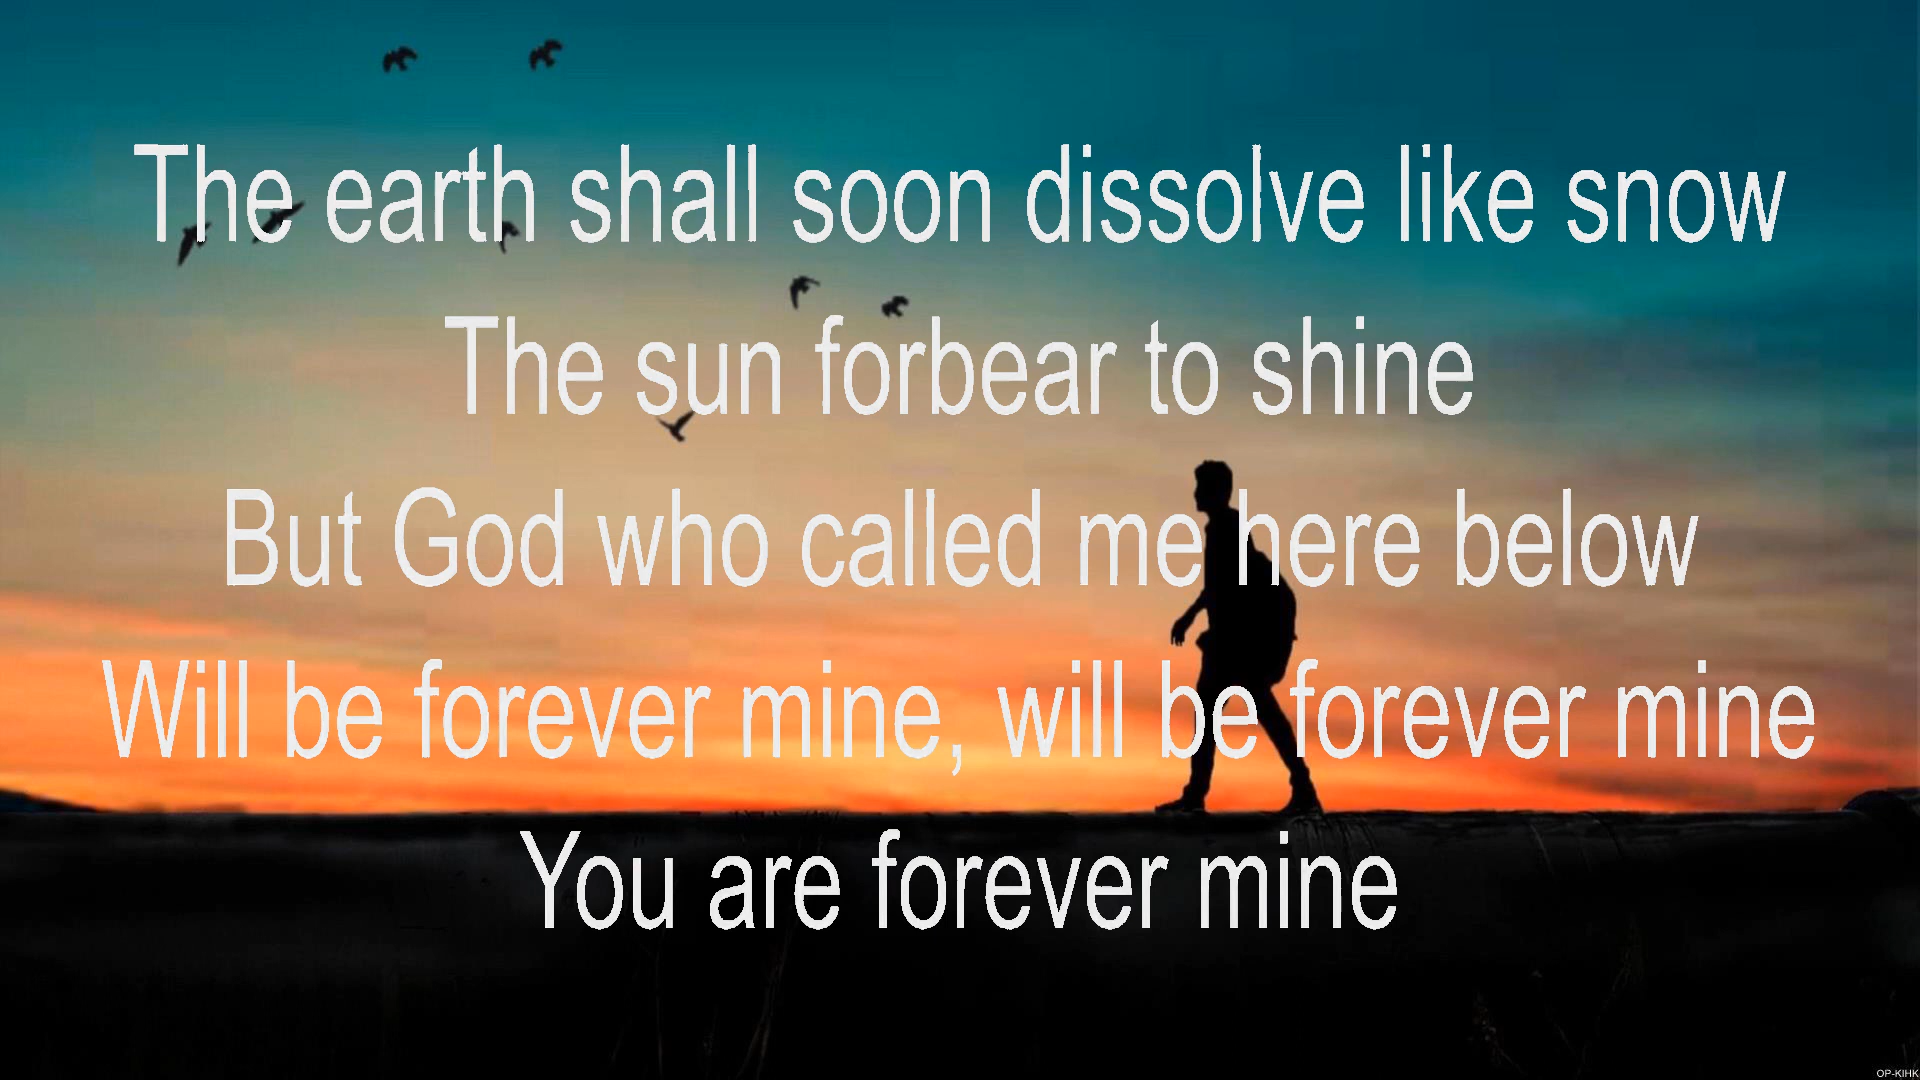 The earth shall soon dissolve like snow
The sun forbear to shine
But God who called me here below
Will be forever mine, will be forever mine
You are forever mine
OP-KIHK